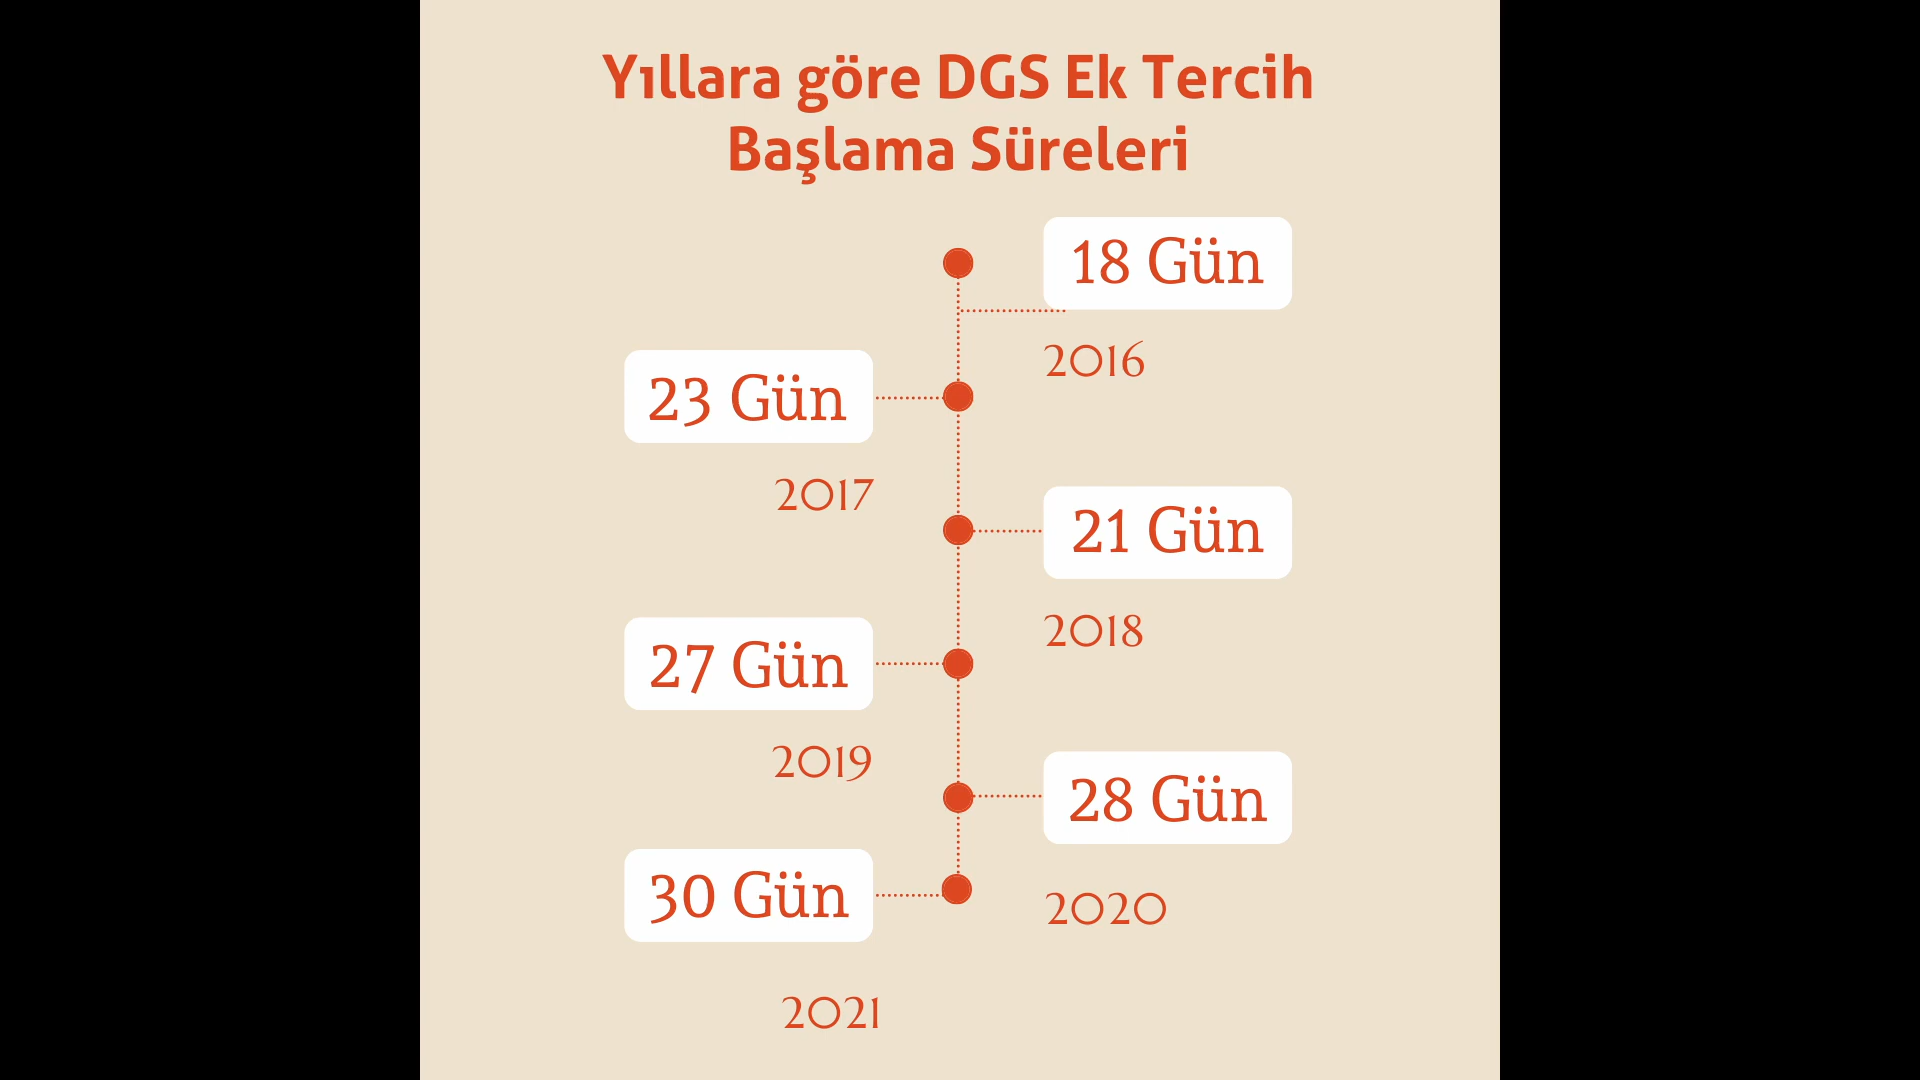 Yıllara göre DGS Ek Tercih
Başlama Süreleri
18 Gün
2016
23 Gün
2017
21 Gün
2018
27 Gün
2019
28 Gün
2020
30 Gün
2021